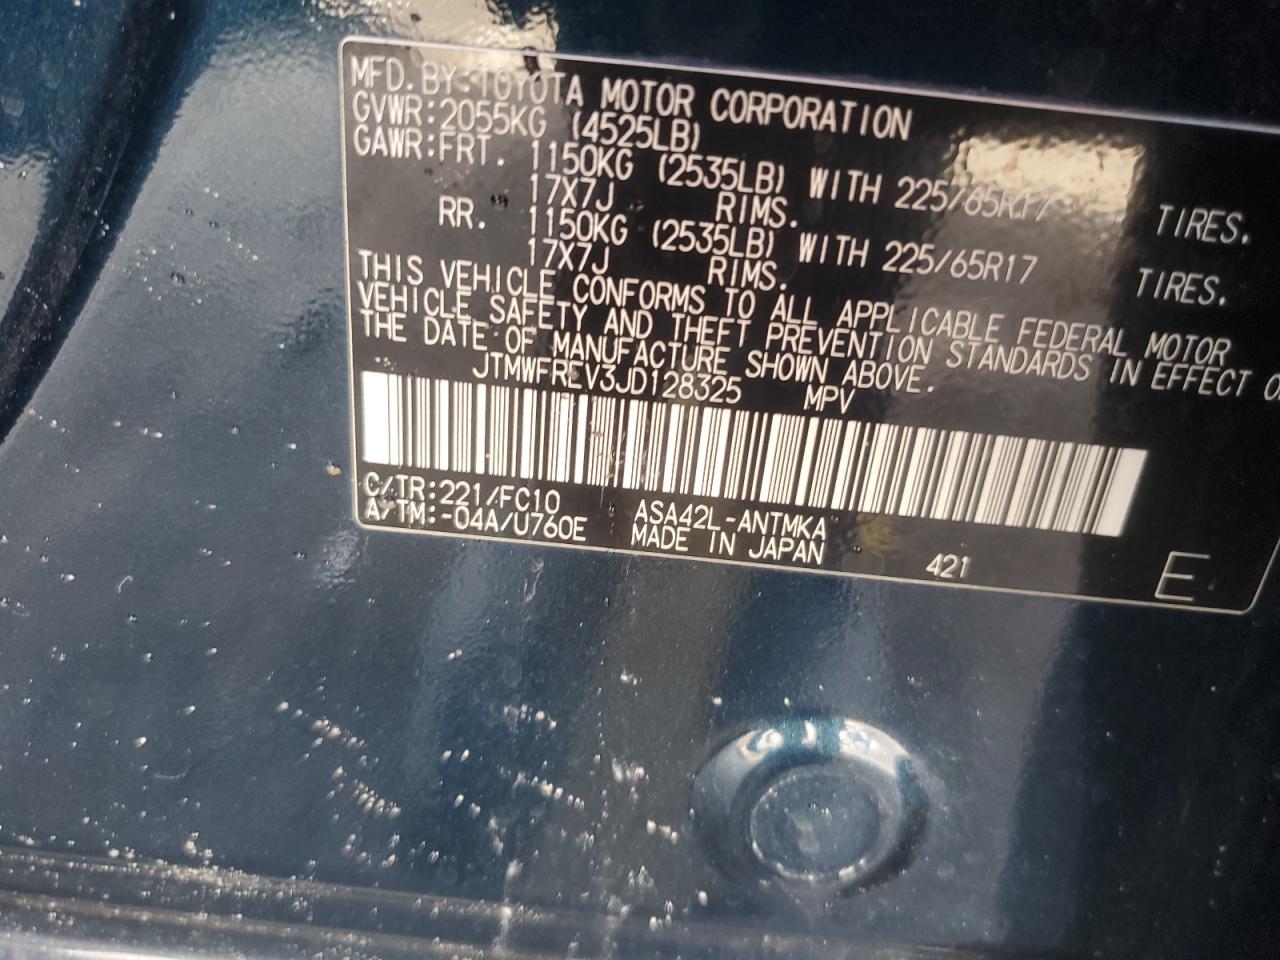 MFD. BY: TOYOTA MOTOR CORPORATION
GVWR: 2055KG (4525LB)
GAWR: FRT. 1150KG (2535LB) WITH 225/65R17 TIRES.
17X7J RIMS.
RR. 1150KG (2535LB) WITH 225/65R17 TIRES.
17X7J RIMS.
THIS VEHICLE CONFORMS TO ALL APPLICABLE FEDERAL MOTOR
VEHICLE SAFETY AND THEFT PREVENTION STANDARDS IN EFFECT
THE DATE OF MANUFACTURE SHOWN ABOVE.
JTMWFREV3JD128325 MPV
C/TR: 221/FC10 ASA42L-ANTMKA
A/TM: -04A/U760E MADE IN JAPAN 421 E